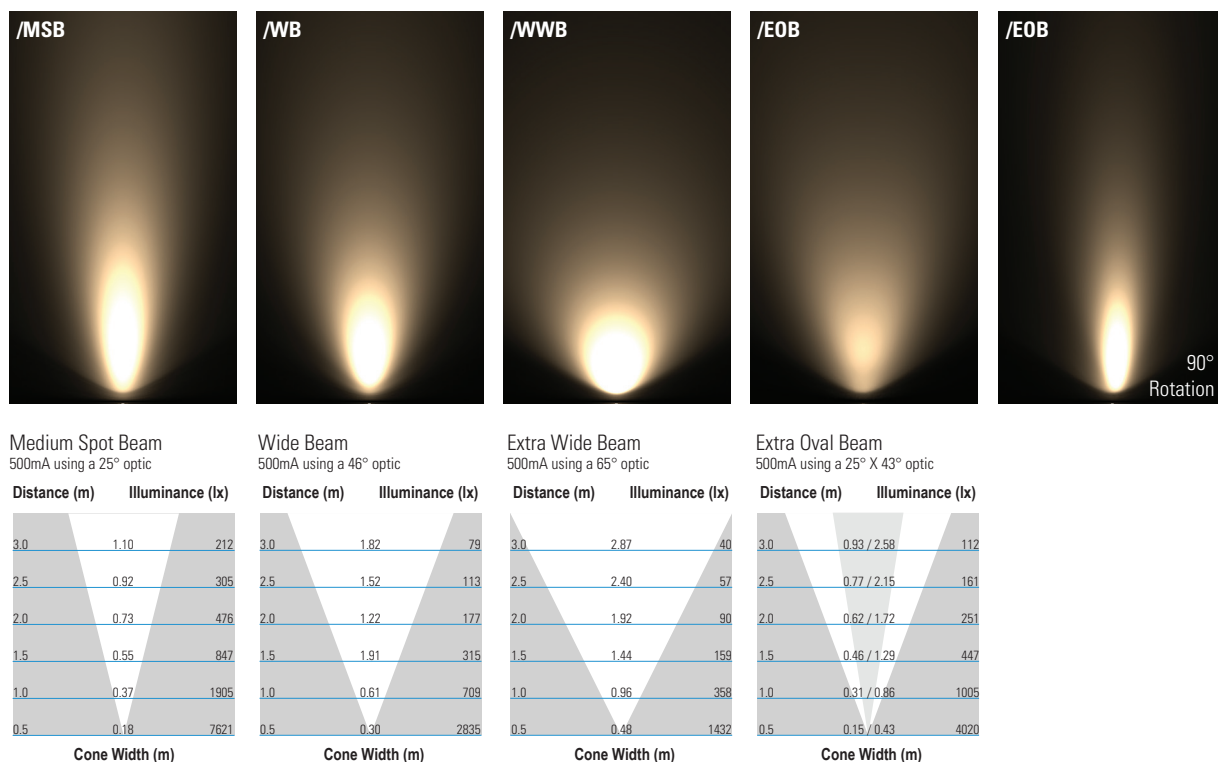 /MSB
/WB
/WWB
/EOB
/EOB
90°
Rotation
Medium Spot Beam
500mA using a 25° optic
Distance (m) Illuminance (lx)
3.0 1.10 212
2.5 0.92 305
2.0 0.73 476
1.5 0.55 847
1.0 0.37 1905
0.5 0.18 7621
Cone Width (m)
Wide Beam
500mA using a 46° optic
Distance (m) Illuminance (lx)
3.0 1.82 79
2.5 1.52 113
2.0 1.22 177
1.5 1.91 315
1.0 0.61 709
0.5 0.30 2835
Cone Width (m)
Extra Wide Beam
500mA using a 65° optic
Distance (m) Illuminance (lx)
3.0 2.87 40
2.5 2.40 57
2.0 1.92 90
1.5 1.44 159
1.0 0.96 358
0.5 0.48 1432
Cone Width (m)
Extra Oval Beam
500mA using a 25° X 43° optic
Distance (m) Illuminance (lx)
3.0 0.93 / 2.58 112
2.5 0.77 / 2.15 161
2.0 0.62 / 1.72 251
1.5 0.46 / 1.29 447
1.0 0.31 / 0.86 1005
0.5 0.15 / 0.43 4020
Cone Width (m)